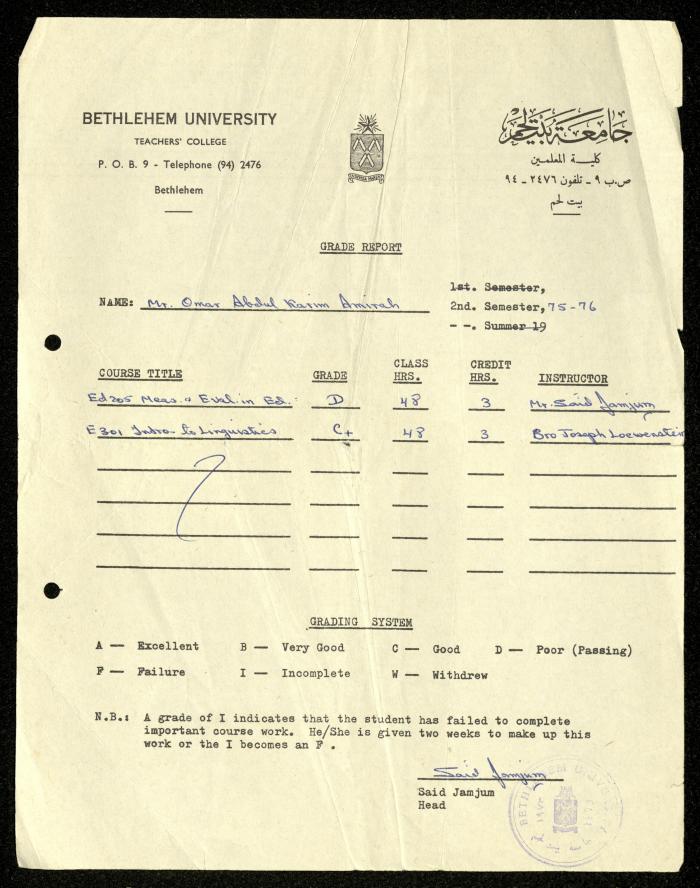 BETHLEHEM UNIVERSITY
TEACHERS' COLLEGE
P. O. B. 9 - Telephone (94) 2476
Bethlehem
جامعة بيت لحم
كلية المعلمين
ص.ب ٩ ـ تلفون ٢٤٧٦ ـ ٩٤
بيت لحم
GRADE REPORT
NAME: Mr. Omar Abdul Karim Amirah
1st. Semester,
2nd. Semester, 75-76
- -. Summer 19
COURSE TITLE GRADE CLASS HRS. CREDIT HRS. INSTRUCTOR
Ed 205 Meas. & Eval. in Ed. D 48 3 Mr. Said Jamjum
E301 Intro. to Linguistics C+ 48 3 Bro Joseph Loewenstein
GRADING SYSTEM
A — Excellent B — Very Good C — Good D — Poor (Passing)
F — Failure I — Incomplete W — Withdrew
N.B.: A grade of I indicates that the student has failed to complete
important course work. He/She is given two weeks to make up this
work or the I becomes an F .
Said Jamjum
Said Jamjum
Head
BETHLEHEM UNIVERSITY